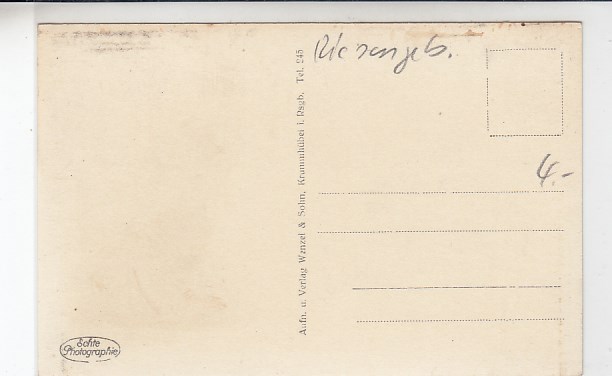 Riesengeb.
4.-
Aufn. u. Verlag Wenzel & Sohn, Krummhübel i. Rsgb. Tel. 245
Echte
Photographie